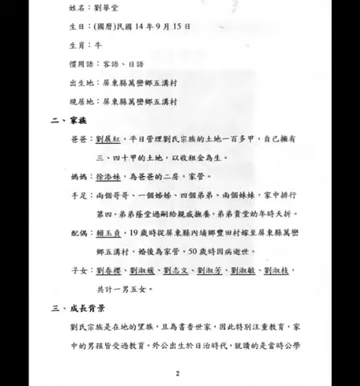 姓名：劉華堂
生日：(國曆)民國 14 年 9 月 15 日
生肖：牛
慣用語：客語、日語
出生地：屏東縣萬巒鄉五溝村
現居地：屏東縣萬巒鄉五溝村
二、家族
爸爸：劉展紅，平日管理劉氏宗族的土地一百多甲，自己擁有
三、四十甲的土地，以收租金為生。
媽媽：徐添妹，為爸爸的二房，家管。
手足：兩個哥哥、一個姊姊、四個弟弟、兩個妹妹，家中排行
第四，弟弟蔭堂過嗣給親戚撫養，弟弟貴堂幼年時夭折。
配偶：賴玉貞，19 歲時從屏東縣內埔鄉豐田村嫁至屏東縣萬巒
鄉五溝村，婚後為家管，50 歲時因病逝世。
子女：劉春櫻、劉淑媛、劉志文、劉淑芳、劉淑敏、劉淑枝，
共計一男五女。
三、成長背景
劉氏宗族是在地的望族，且為書香世家，因此特別注重教育，家
中的男孩皆受過教育。外公出生於日治時代，就讀的是當時公學
2